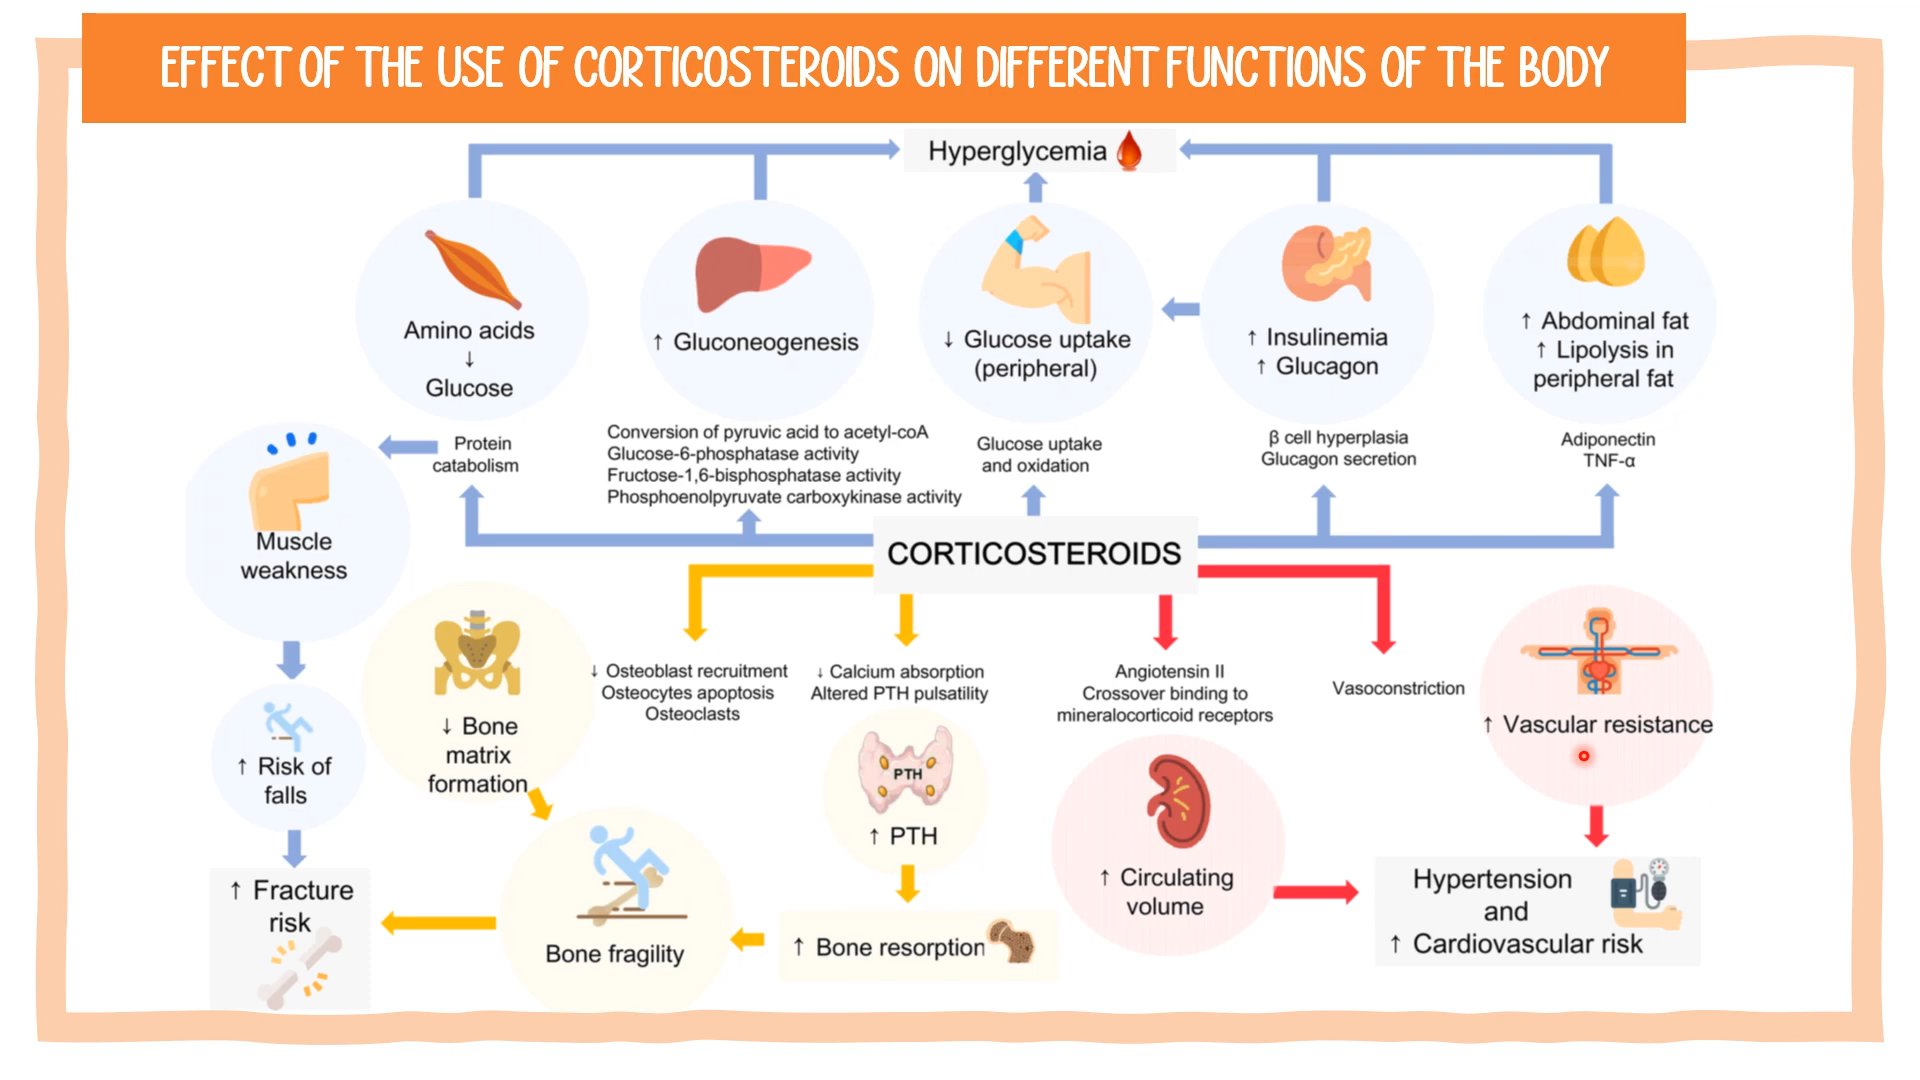 EFFECT OF THE USE OF CORTICOSTEROIDS ON DIFFERENT FUNCTIONS OF THE BODY
Hyperglycemia
Amino acids
↓
Glucose
↑ Gluconeogenesis
↓ Glucose uptake
(peripheral)
↑ Insulinemia
↑ Glucagon
↑ Abdominal fat
↑ Lipolysis in
peripheral fat
Protein
catabolism
Conversion of pyruvic acid to acetyl-coA
Glucose-6-phosphatase activity
Fructose-1,6-bisphosphatase activity
Phosphoenolpyruvate carboxykinase activity
Glucose uptake
and oxidation
β cell hyperplasia
Glucagon secretion
Adiponectin
TNF-α
Muscle
weakness
CORTICOSTEROIDS
↓ Osteoblast recruitment
Osteocytes apoptosis
Osteoclasts
↓ Calcium absorption
Altered PTH pulsatility
Angiotensin II
Crossover binding to
mineralocorticoid receptors
Vasoconstriction
↑ Vascular resistance
↓ Bone
matrix
formation
↑ Risk of
falls
PTH
↑ PTH
↑ Circulating
volume
↑ Fracture
risk
Bone fragility
↑ Bone resorption
Hypertension
and
↑ Cardiovascular risk